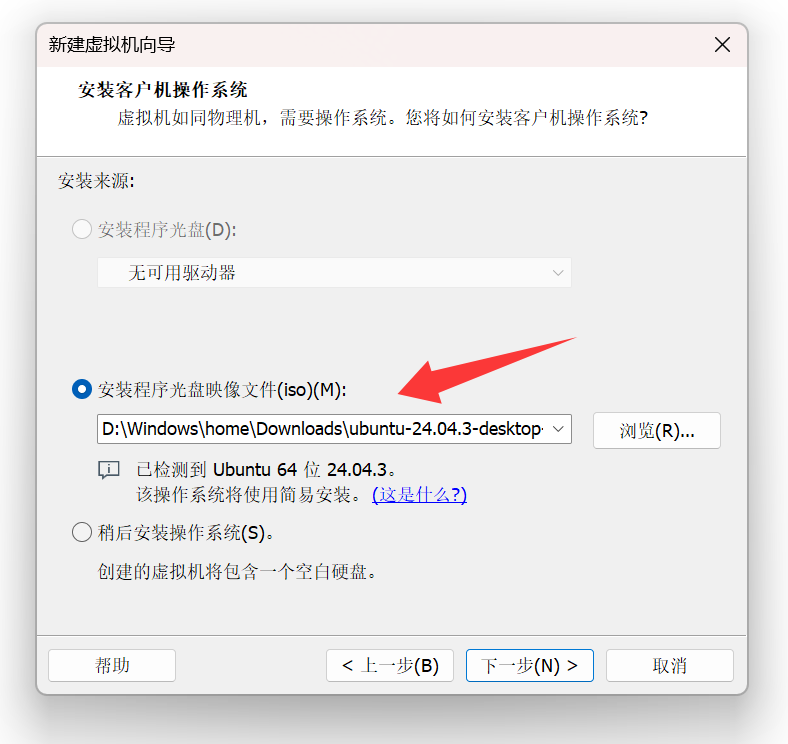 新建虚拟机向导
安装客户机操作系统
虚拟机如同物理机，需要操作系统。您将如何安装客户机操作系统?
安装来源:
安装程序光盘(D):
无可用驱动器
安装程序光盘映像文件(iso)(M):
D:\Windows\home\Downloads\ubuntu-24.04.3-desktop-
浏览(R)...
已检测到 Ubuntu 64 位 24.04.3。
该操作系统将使用简易安装。 (这是什么?)
稍后安装操作系统(S)。
创建的虚拟机将包含一个空白硬盘。
帮助
< 上一步(B)
下一步(N) >
取消